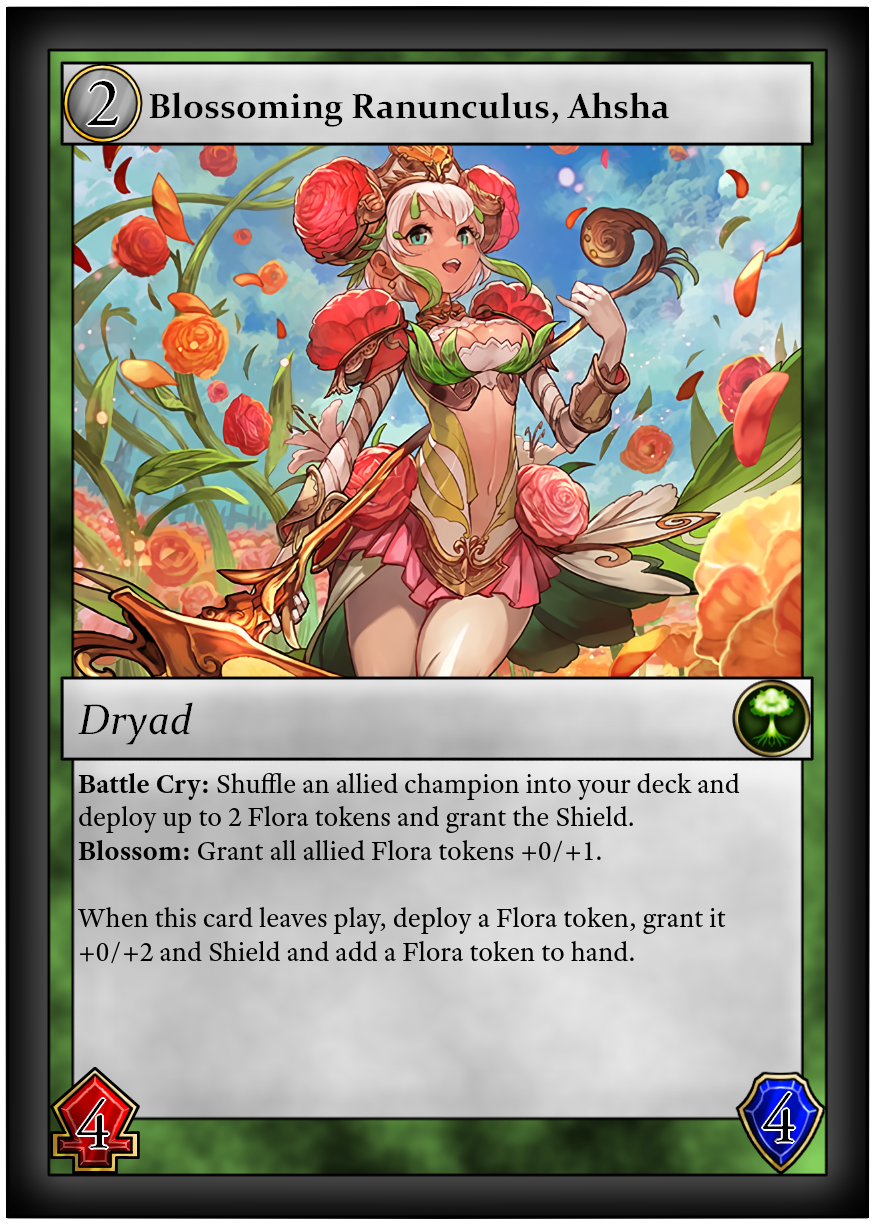 2
Blossoming Ranunculus, Ahsha
Dryad
Battle Cry: Shuffle an allied champion into your deck and
deploy up to 2 Flora tokens and grant the Shield.
Blossom: Grant all allied Flora tokens +0/+1.
When this card leaves play, deploy a Flora token, grant it
+0/+2 and Shield and add a Flora token to hand.
4
4